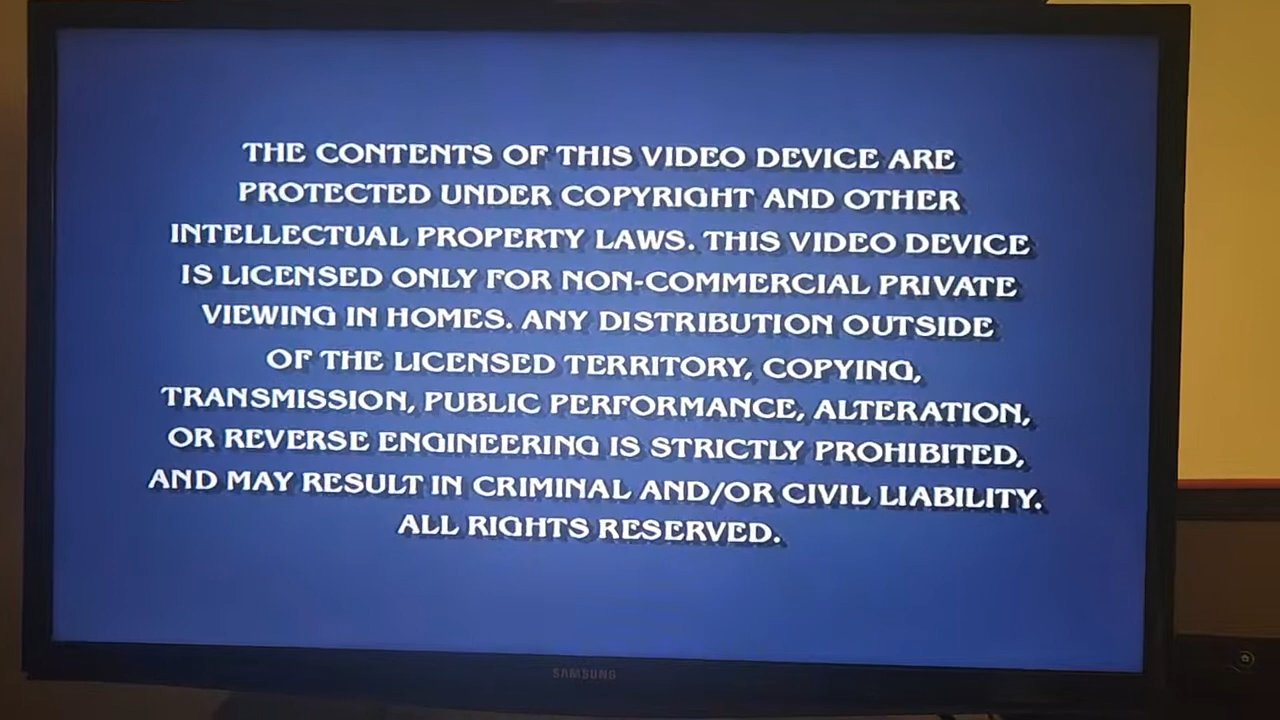 THE CONTENTS OF THIS VIDEO DEVICE ARE
PROTECTED UNDER COPYRIGHT AND OTHER
INTELLECTUAL PROPERTY LAWS. THIS VIDEO DEVICE
IS LICENSED ONLY FOR NON-COMMERCIAL PRIVATE
VIEWING IN HOMES. ANY DISTRIBUTION OUTSIDE
OF THE LICENSED TERRITORY, COPYING,
TRANSMISSION, PUBLIC PERFORMANCE, ALTERATION,
OR REVERSE ENGINEERING IS STRICTLY PROHIBITED,
AND MAY RESULT IN CRIMINAL AND/OR CIVIL LIABILITY.
ALL RIGHTS RESERVED.
SAMSUNG